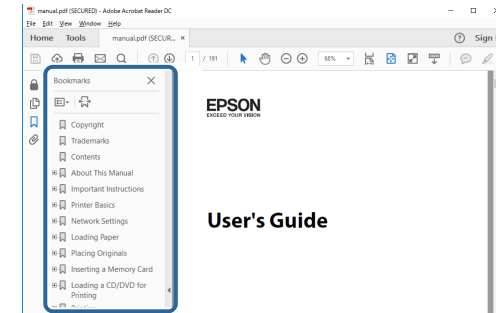 manual.pdf (SECURED) - Adobe Acrobat Reader DC
File Edit View Window Help
Home Tools manual.pdf (SECUR... × Sign
1 / 191 68%
Bookmarks
Copyright
Trademarks
Contents
About This Manual
Important Instructions
Printer Basics
Network Settings
Loading Paper
Placing Originals
Inserting a Memory Card
Loading a CD/DVD for
Printing
EPSON
EXCEED YOUR VISION
User's Guide